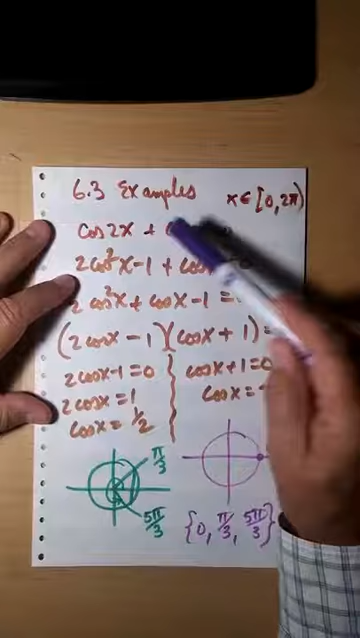 6.3 Examples x ∈ [0, 2π)
cos 2x +
2cos²x - 1 + cos = 0
2cos²x + cosx - 1 =
(2cosx - 1)(cosx + 1) =
2cosx - 1 = 0 cosx + 1 = 0
2cosx = 1 cosx = -
cosx = 1/2
π/3
5π/3 {0, π/3, 5π/3}